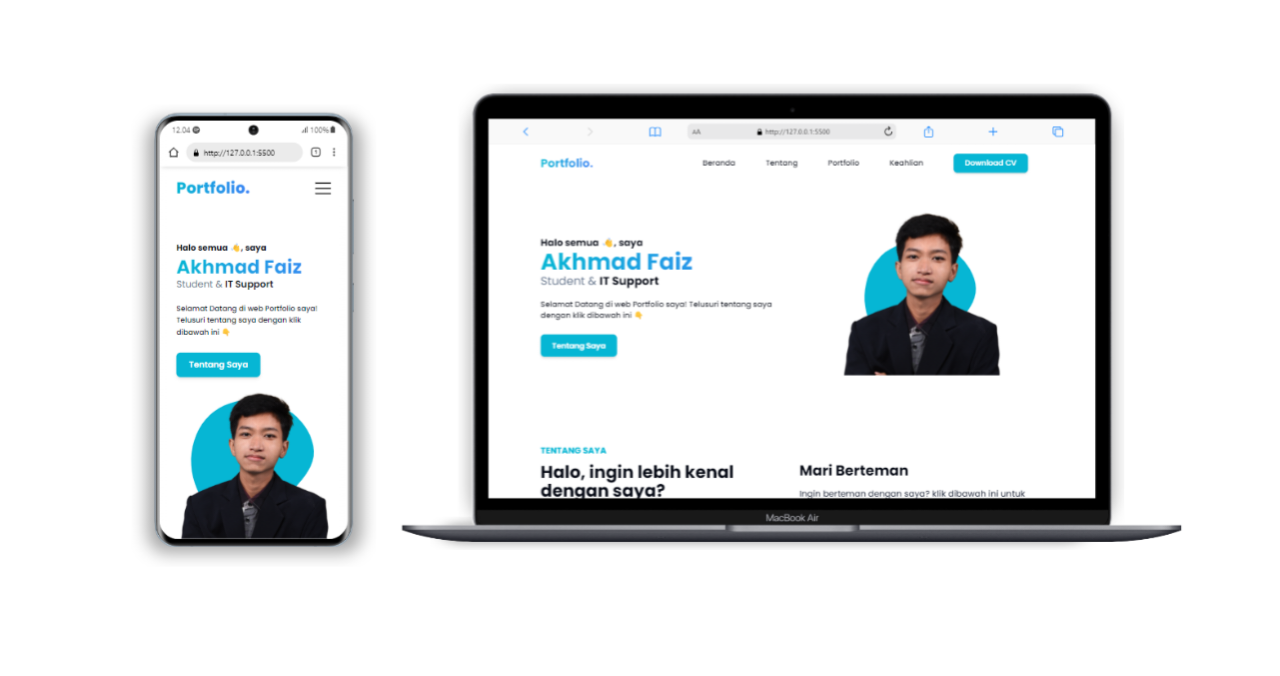 12.04
100%
http://127.0.0.1:5500
1
Portfolio.
Halo semua 👋, saya
Akhmad Faiz
Student & IT Support
Selamat Datang di web Portfolio saya!
Telusuri tentang saya dengan klik
dibawah ini 👇
Tentang Saya
AA
http://127.0.0.1:5500
Portfolio.
Beranda
Tentang
Portfolio
Keahlian
Download CV
Halo semua 👋, saya
Akhmad Faiz
Student & IT Support
Selamat Datang di web Portfolio saya! Telusuri tentang saya
dengan klik dibawah ini 👇
Tentang Saya
TENTANG SAYA
Halo, ingin lebih kenal
dengan saya?
Mari Berteman
Ingin berteman dengan saya? klik dibawah ini untuk
MacBook Air